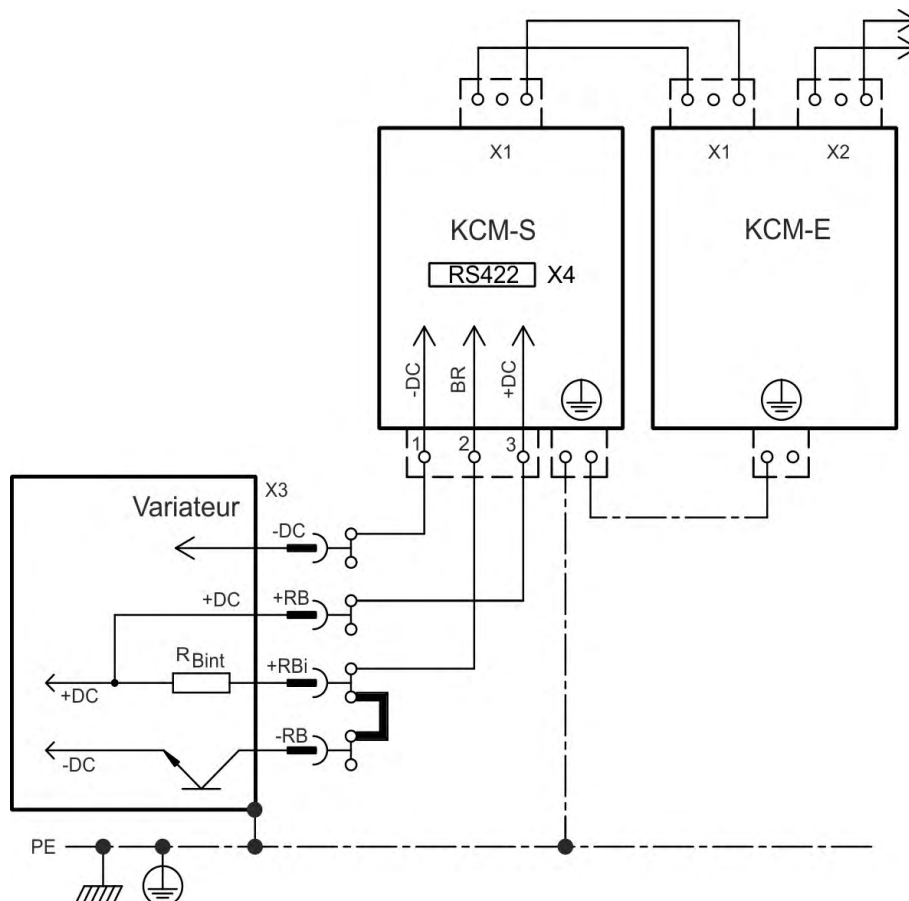 X1
X1 X2
KCM-S
KCM-E
RS422 X4
-DC
BR
+DC
1 2 3
X3
Variateur
-DC
+DC +RB
RBint +RBi
+DC
-RB
-DC
PE